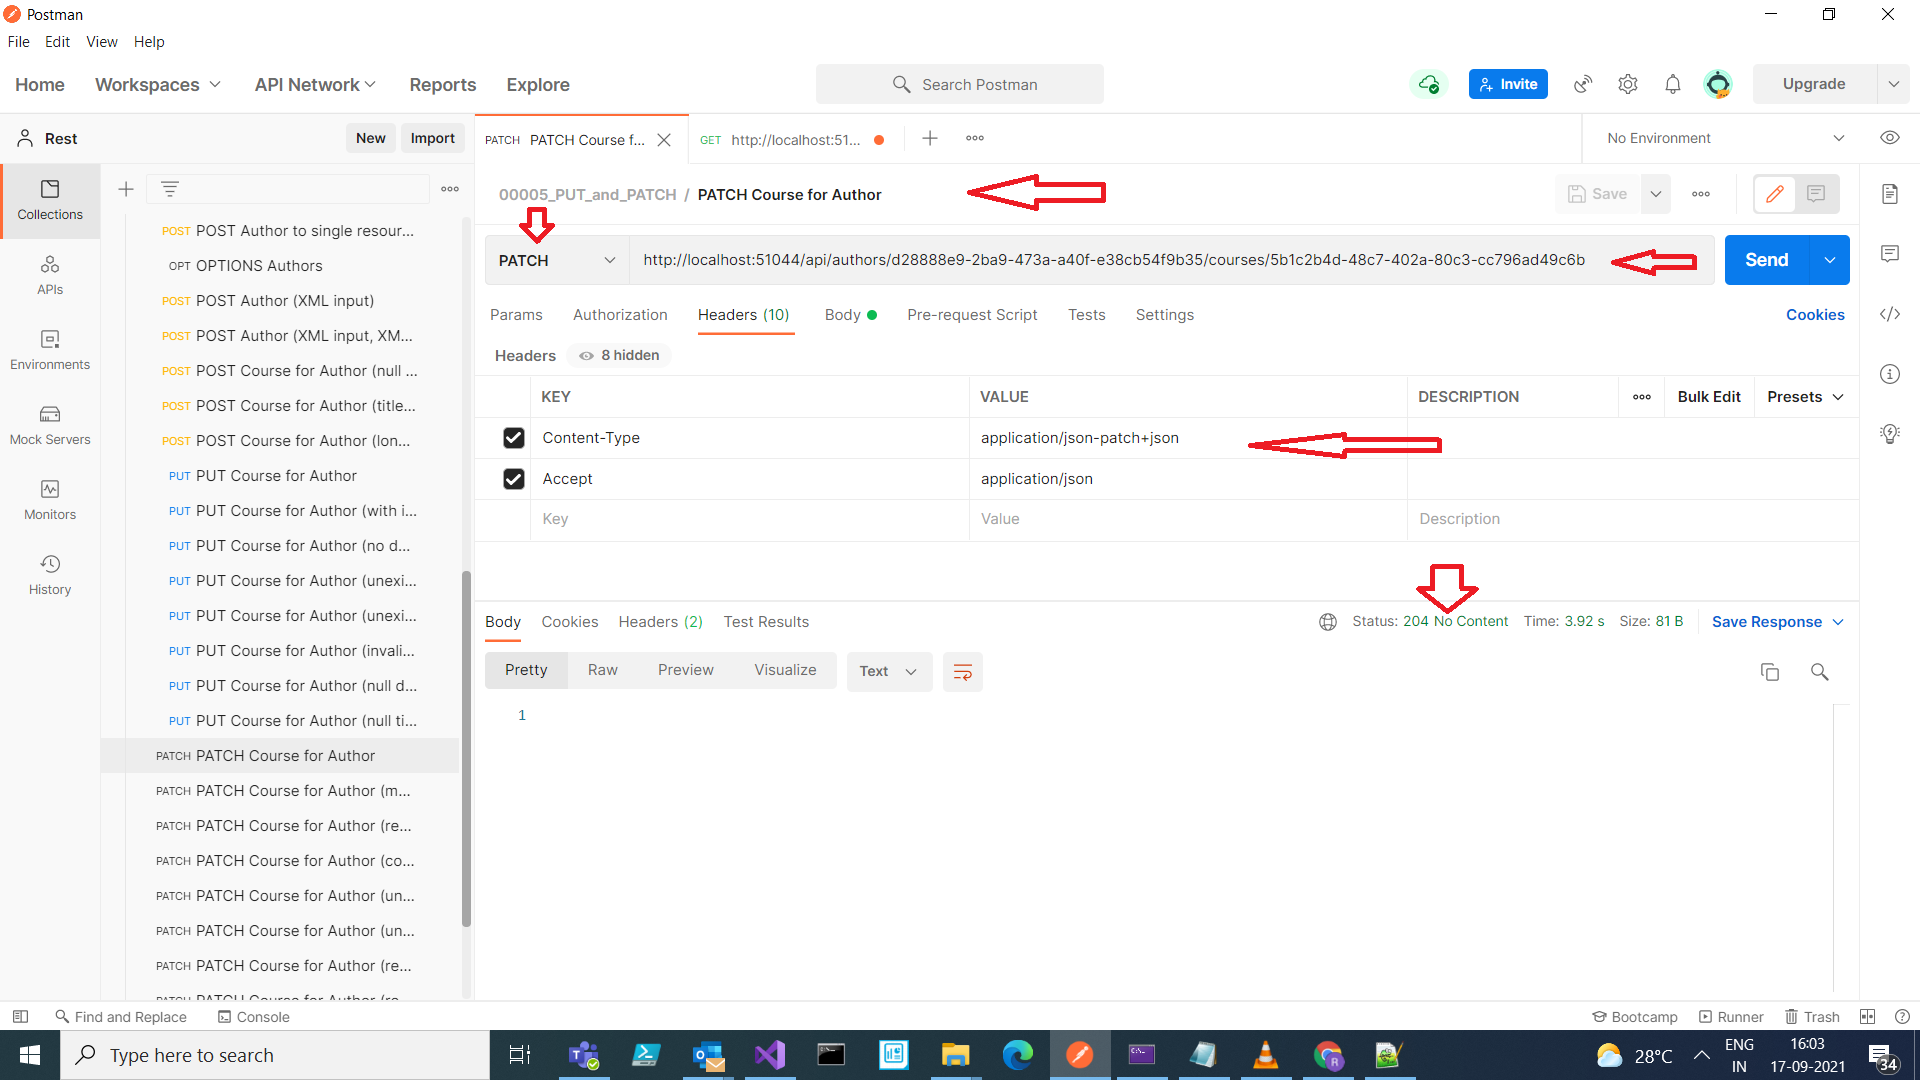 Postman
File Edit View Help
Home Workspaces API Network Reports Explore
Search Postman
Invite
Upgrade
Rest
New Import
PATCH PATCH Course f...
GET http://localhost:51...
No Environment
Collections
APIs
Environments
Mock Servers
Monitors
History
POST POST Author to single resour...
OPT OPTIONS Authors
POST POST Author (XML input)
POST POST Author (XML input, XM...
POST POST Course for Author (null ...
POST POST Course for Author (title...
POST POST Course for Author (lon...
PUT PUT Course for Author
PUT PUT Course for Author (with i...
PUT PUT Course for Author (no d...
PUT PUT Course for Author (unexi...
PUT PUT Course for Author (unexi...
PUT PUT Course for Author (invali...
PUT PUT Course for Author (null d...
PUT PUT Course for Author (null ti...
PATCH PATCH Course for Author
PATCH PATCH Course for Author (m...
PATCH PATCH Course for Author (re...
PATCH PATCH Course for Author (co...
PATCH PATCH Course for Author (un...
PATCH PATCH Course for Author (un...
PATCH PATCH Course for Author (re...
PATCH PATCH Course for Author (re...
00005_PUT_and_PATCH / PATCH Course for Author
Save
PATCH
http://localhost:51044/api/authors/d28888e9-2ba9-473a-a40f-e38cb54f9b35/courses/5b1c2b4d-48c7-402a-80c3-cc796ad49c6b
Send
Params Authorization Headers (10) Body Pre-request Script Tests Settings
Cookies
Headers 8 hidden
KEY VALUE DESCRIPTION
Bulk Edit Presets
Content-Type application/json-patch+json
Accept application/json
Key Value Description
Body Cookies Headers (2) Test Results
Status: 204 No Content Time: 3.92 s Size: 81 B
Save Response
Pretty Raw Preview Visualize Text
1
Find and Replace Console
Bootcamp Runner Trash
Type here to search
28°C
ENG
IN
16:03
17-09-2021
34